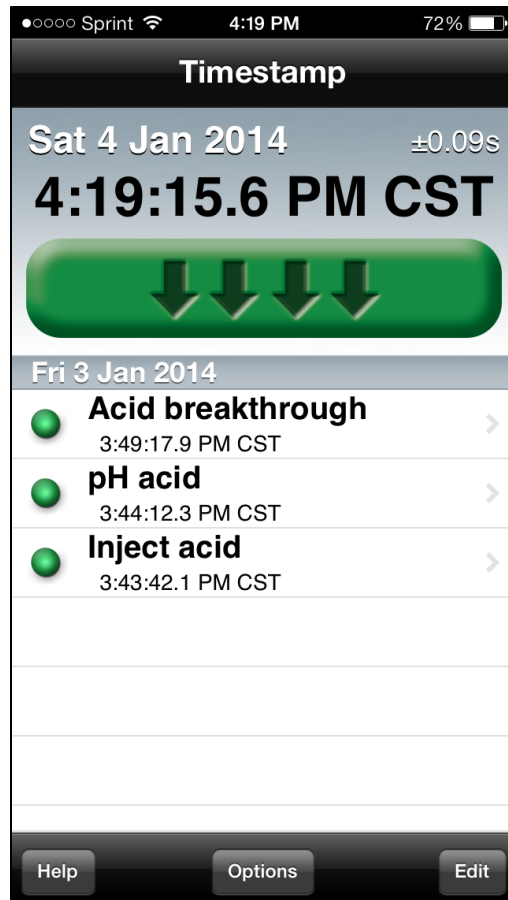 Sprint 4:19 PM 72%
Timestamp
Sat 4 Jan 2014 ±0.09s
4:19:15.6 PM CST
Fri 3 Jan 2014
Acid breakthrough
3:49:17.9 PM CST
pH acid
3:44:12.3 PM CST
Inject acid
3:43:42.1 PM CST
Help Options Edit